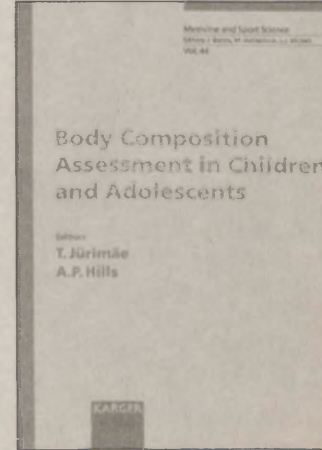 Medicine and Sport Science
Vol. 44
Body Composition
Assessment in Children
and Adolescents
Editors
T. Jürimäe
A.P. Hills
KARGER